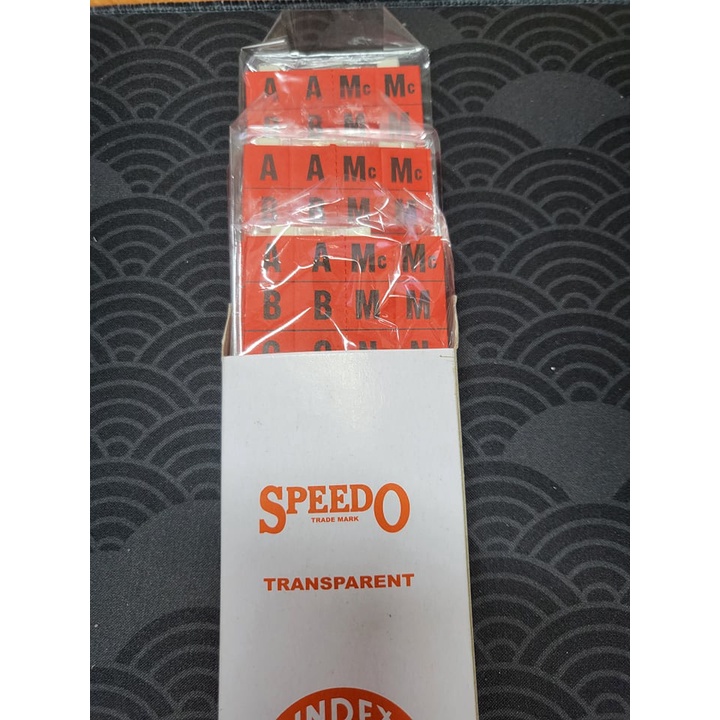 A A Mc Mc
B B M M
A A Mc Mc
B B M M
A A Mc Mc
B B M M
C C N N
SPEEDO
TRADE MARK
TRANSPARENT
INDEX